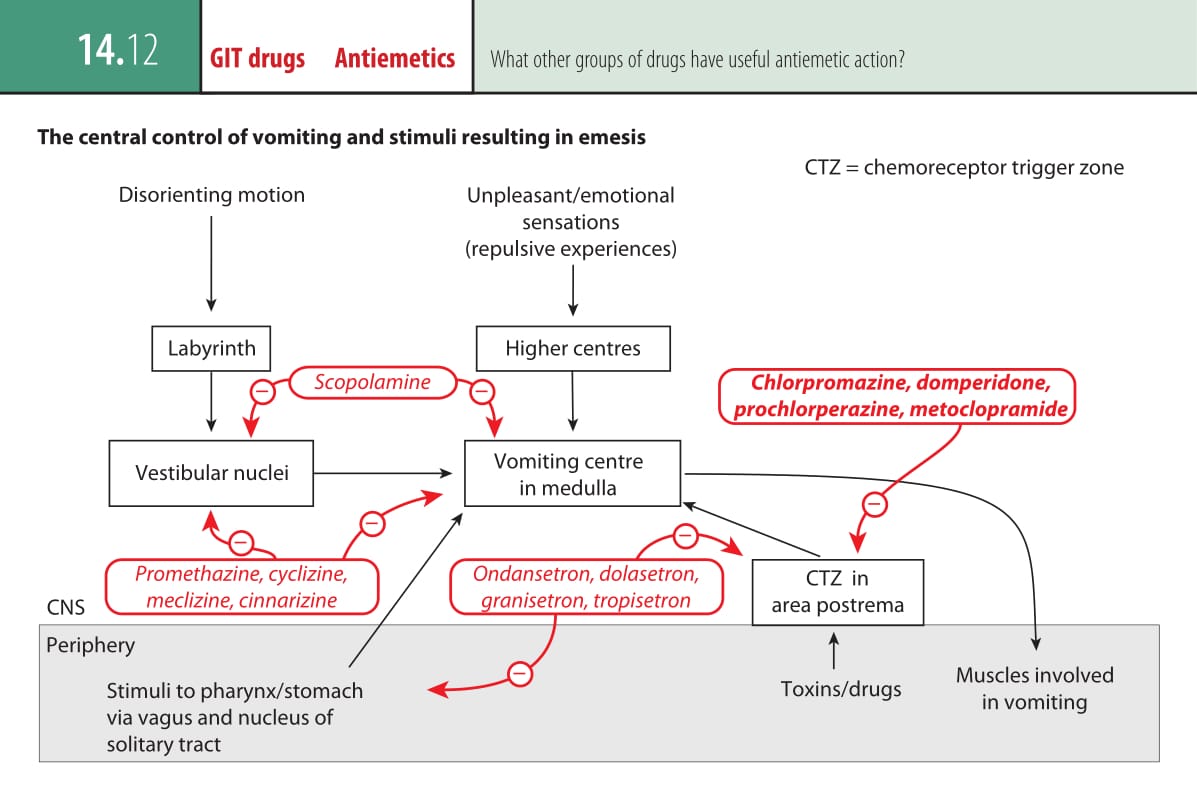 14.12
GIT drugs Antiemetics
What other groups of drugs have useful antiemetic action?
The central control of vomiting and stimuli resulting in emesis
CTZ = chemoreceptor trigger zone
Disorienting motion
Unpleasant/emotional
sensations
(repulsive experiences)
Labyrinth
Higher centres
Scopolamine
Chlorpromazine, domperidone,
prochlorperazine, metoclopramide
Vestibular nuclei
Vomiting centre
in medulla
Promethazine, cyclizine,
meclizine, cinnarizine
Ondansetron, dolasetron,
granisetron, tropisetron
CTZ in
area postrema
CNS
Periphery
Stimuli to pharynx/stomach
via vagus and nucleus of
solitary tract
Toxins/drugs
Muscles involved
in vomiting